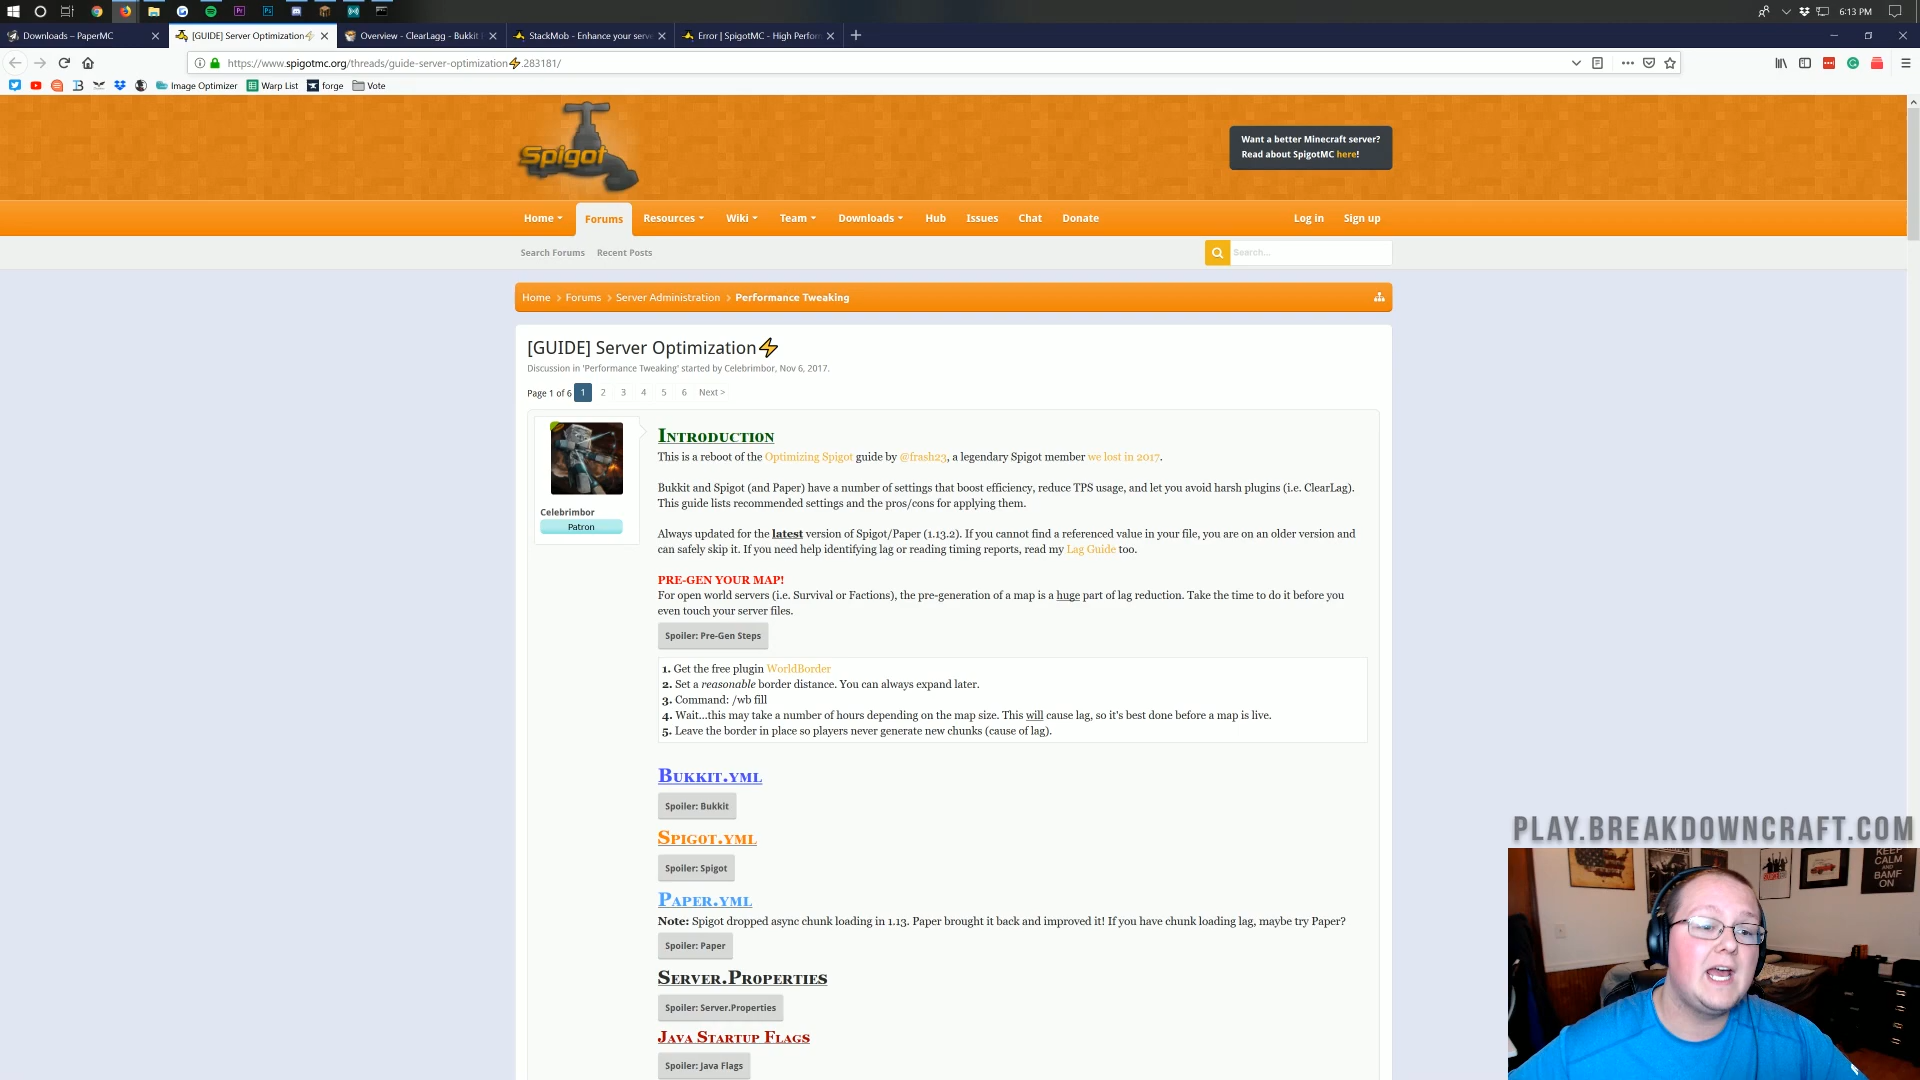 6:13 PM
Downloads – PaperMC
[GUIDE] Server Optimization⚡
Overview - ClearLagg - Bukkit
StackMob - Enhance your serve
Error | SpigotMC - High Perfor
https://www.spigotmc.org/threads/guide-server-optimization⚡.283181/
Image Optimizer
Warp List
forge
Vote
Spigot
Want a better Minecraft server?
Read about SpigotMC here!
Home
Forums
Resources
Wiki
Team
Downloads
Hub
Issues
Chat
Donate
Log in
Sign up
Search Forums
Recent Posts
Search...
Home > Forums > Server Administration > Performance Tweaking
[GUIDE] Server Optimization⚡
Discussion in 'Performance Tweaking' started by Celebrimbor, Nov 6, 2017.
Page 1 of 6 1 2 3 4 5 6 Next >
Celebrimbor
Patron
Introduction
This is a reboot of the Optimizing Spigot guide by @frash23, a legendary Spigot member we lost in 2017.
Bukkit and Spigot (and Paper) have a number of settings that boost efficiency, reduce TPS usage, and let you avoid harsh plugins (i.e. ClearLag).
This guide lists recommended settings and the pros/cons for applying them.
Always updated for the latest version of Spigot/Paper (1.13.2). If you cannot find a referenced value in your file, you are on an older version and
can safely skip it. If you need help identifying lag or reading timing reports, read my Lag Guide too.
PRE-GEN YOUR MAP!
For open world servers (i.e. Survival or Factions), the pre-generation of a map is a huge part of lag reduction. Take the time to do it before you
even touch your server files.
Spoiler: Pre-Gen Steps
1. Get the free plugin WorldBorder
2. Set a reasonable border distance. You can always expand later.
3. Command: /wb fill
4. Wait...this may take a number of hours depending on the map size. This will cause lag, so it's best done before a map is live.
5. Leave the border in place so players never generate new chunks (cause of lag).
Bukkit.yml
Spoiler: Bukkit
Spigot.yml
Spoiler: Spigot
Paper.yml
Note: Spigot dropped async chunk loading in 1.13. Paper brought it back and improved it! If you have chunk loading lag, maybe try Paper?
Spoiler: Paper
Server.Properties
Spoiler: Server.Properties
Java Startup Flags
Spoiler: Java Flags
PLAY.BREAKDOWNCRAFT.COM
KEEP
CALM
AND
BAMF
ON